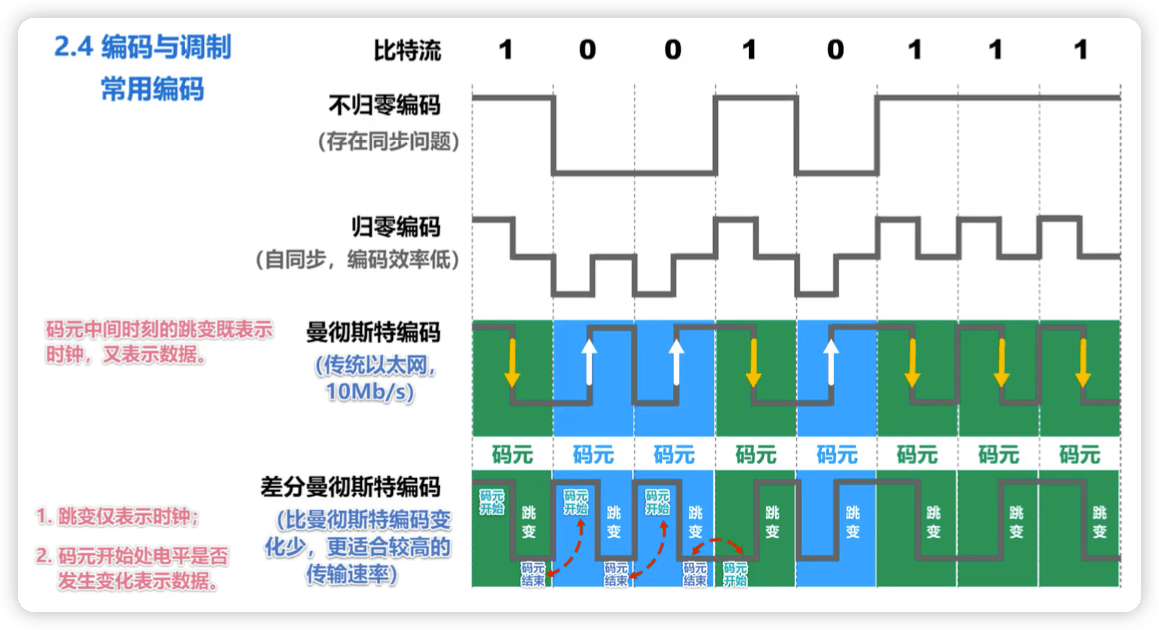 2.4 编码与调制
常用编码
比特流 1 0 0 1 0 1 1 1
不归零编码
(存在同步问题)
归零编码
(自同步，编码效率低)
码元中间时刻的跳变既表示
时钟，又表示数据。
曼彻斯特编码
(传统以太网，
10Mb/s)
码元 码元 码元 码元 码元 码元 码元 码元
差分曼彻斯特编码
(比曼彻斯特编码变
化少，更适合较高的
传输速率)
1. 跳变仅表示时钟;
2. 码元开始处电平是否
发生变化表示数据。
码元 码元 码元
开始 开始 开始
跳 跳 跳 跳 跳 跳 跳
变 变 变 变 变 变 变
码元 码元 码元 码元
结束 结束 结束 开始